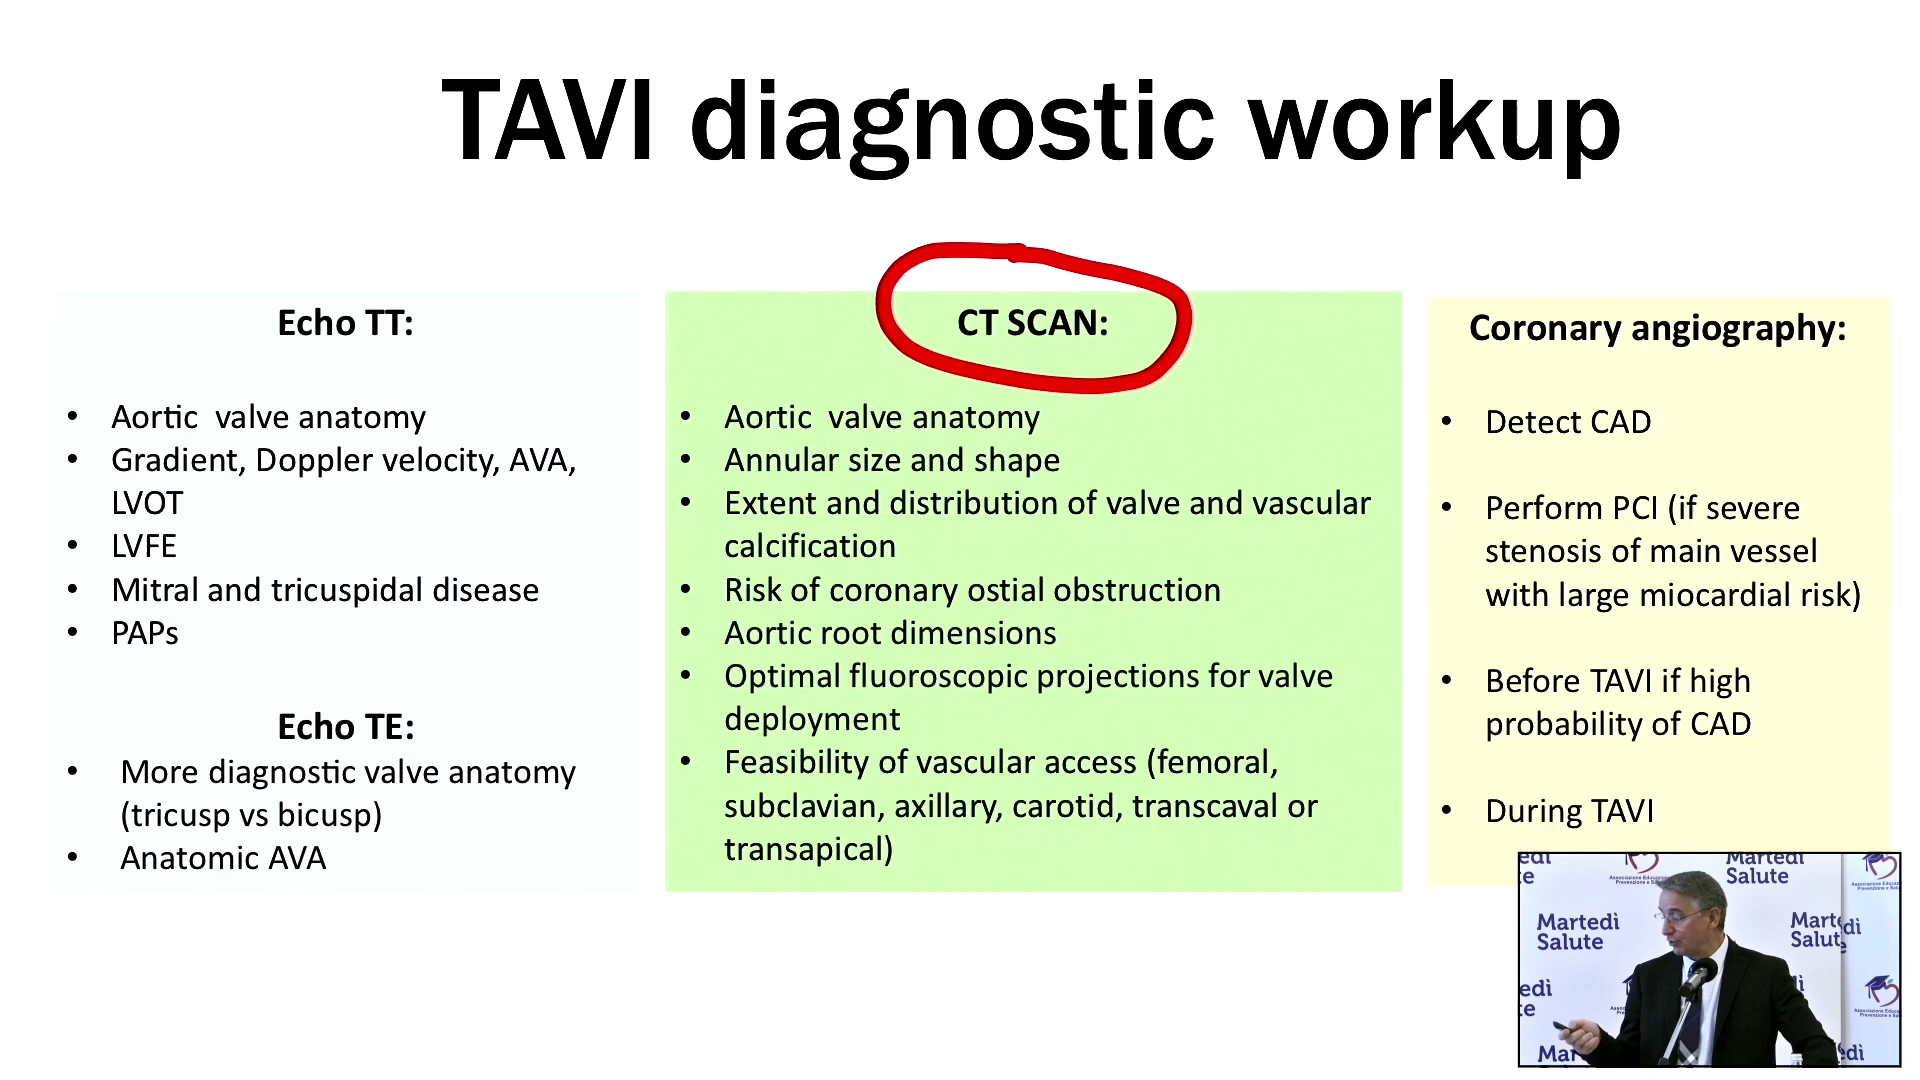 TAVI diagnostic workup
Echo TT:
• Aortic valve anatomy
• Gradient, Doppler velocity, AVA,
LVOT
• LVFE
• Mitral and tricuspidal disease
• PAPs
Echo TE:
• More diagnostic valve anatomy
(tricusp vs bicusp)
• Anatomic AVA
CT SCAN:
• Aortic valve anatomy
• Annular size and shape
• Extent and distribution of valve and vascular
calcification
• Risk of coronary ostial obstruction
• Aortic root dimensions
• Optimal fluoroscopic projections for valve
deployment
• Feasibility of vascular access (femoral,
subclavian, axillary, carotid, transcaval or
transapical)
Coronary angiography:
• Detect CAD
• Perform PCI (if severe
stenosis of main vessel
with large miocardial risk)
• Before TAVI if high
probability of CAD
• During TAVI
Martedì
Salute
Martedì
Salute